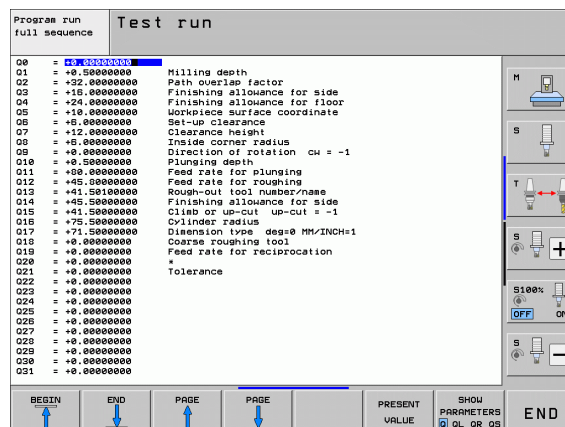 Program run
full sequence
Test run
Q0 = +0.00000000
Q1 = +0.50000000 Milling depth
Q2 = +32.00000000 Path overlap factor
Q3 = +16.00000000 Finishing allowance for side
Q4 = +24.00000000 Finishing allowance for floor
Q5 = +10.00000000 Workpiece surface coordinate
Q6 = +6.00000000 Set-up clearance
Q7 = +12.00000000 Clearance height
Q8 = +6.00000000 Inside corner radius
Q9 = +0.00000000 Direction of rotation cw = -1
Q10 = +0.50000000 Plunging depth
Q11 = +80.00000000 Feed rate for plunging
Q12 = +45.80000000 Feed rate for roughing
Q13 = +41.50100000 Rough-out tool number/name
Q14 = +45.50000000 Finishing allowance for side
Q15 = +41.50000000 Climb or up-cut up-cut = -1
Q16 = +75.50000000 Cylinder radius
Q17 = +71.50000000 Dimension type deg=0 MM/INCH=1
Q18 = +0.00000000 Coarse roughing tool
Q19 = +0.00000000 Feed rate for reciprocation
Q20 = +0.00000000 *
Q21 = +0.00000000 Tolerance
Q22 = +0.00000000
Q23 = +0.00000000
Q24 = +0.00000000
Q25 = +0.00000000
Q26 = +0.00000000
Q27 = +0.00000000
Q28 = +0.00000000
Q29 = +0.00000000
Q30 = +0.00000000
Q31 = +0.00000000
M
S
T
S
+
S100%
OFF ON
S
-
BEGIN
END
PAGE
PAGE
PRESENT
VALUE
SHOW
PARAMETERS
Q QL QR QS
END